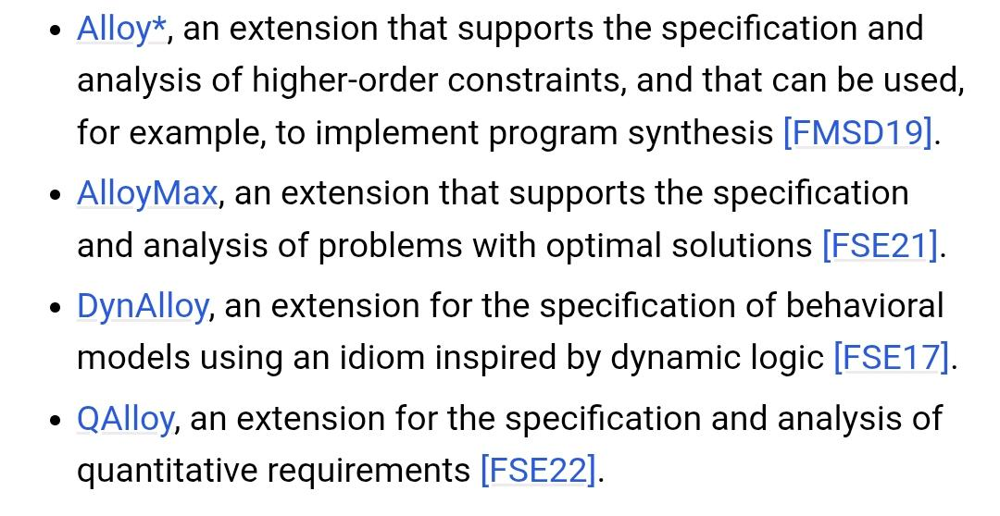 • Alloy*, an extension that supports the specification and
analysis of higher-order constraints, and that can be used,
for example, to implement program synthesis [FMSD19].
• AlloyMax, an extension that supports the specification
and analysis of problems with optimal solutions [FSE21].
• DynAlloy, an extension for the specification of behavioral
models using an idiom inspired by dynamic logic [FSE17].
• QAlloy, an extension for the specification and analysis of
quantitative requirements [FSE22].